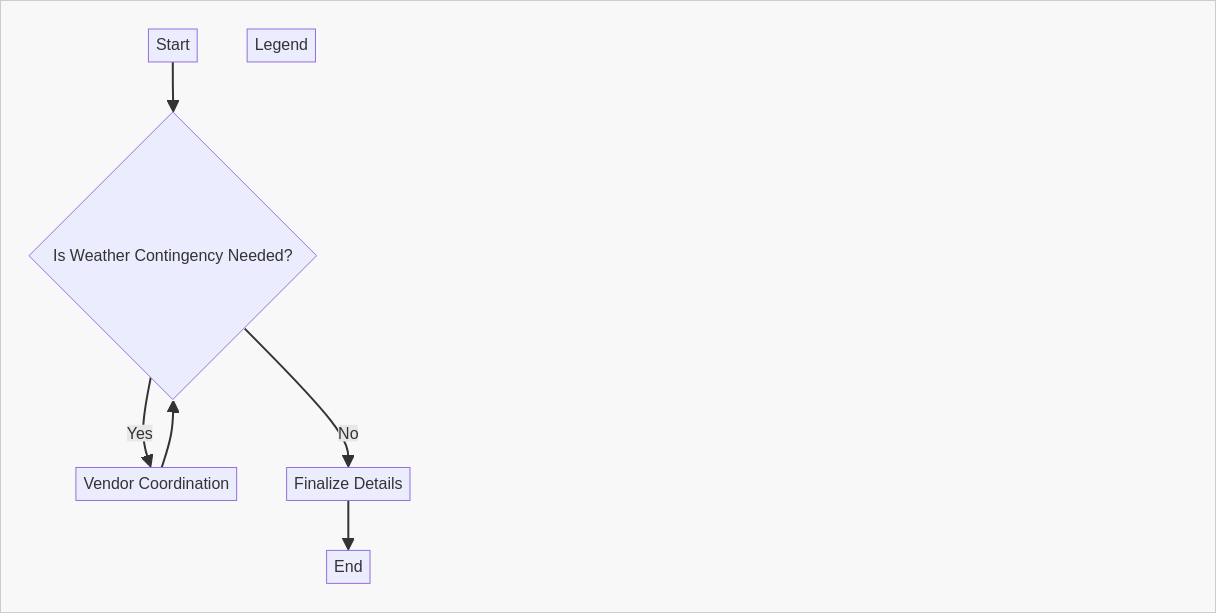 Start
Legend
Is Weather Contingency Needed?
Yes
No
Vendor Coordination
Finalize Details
End